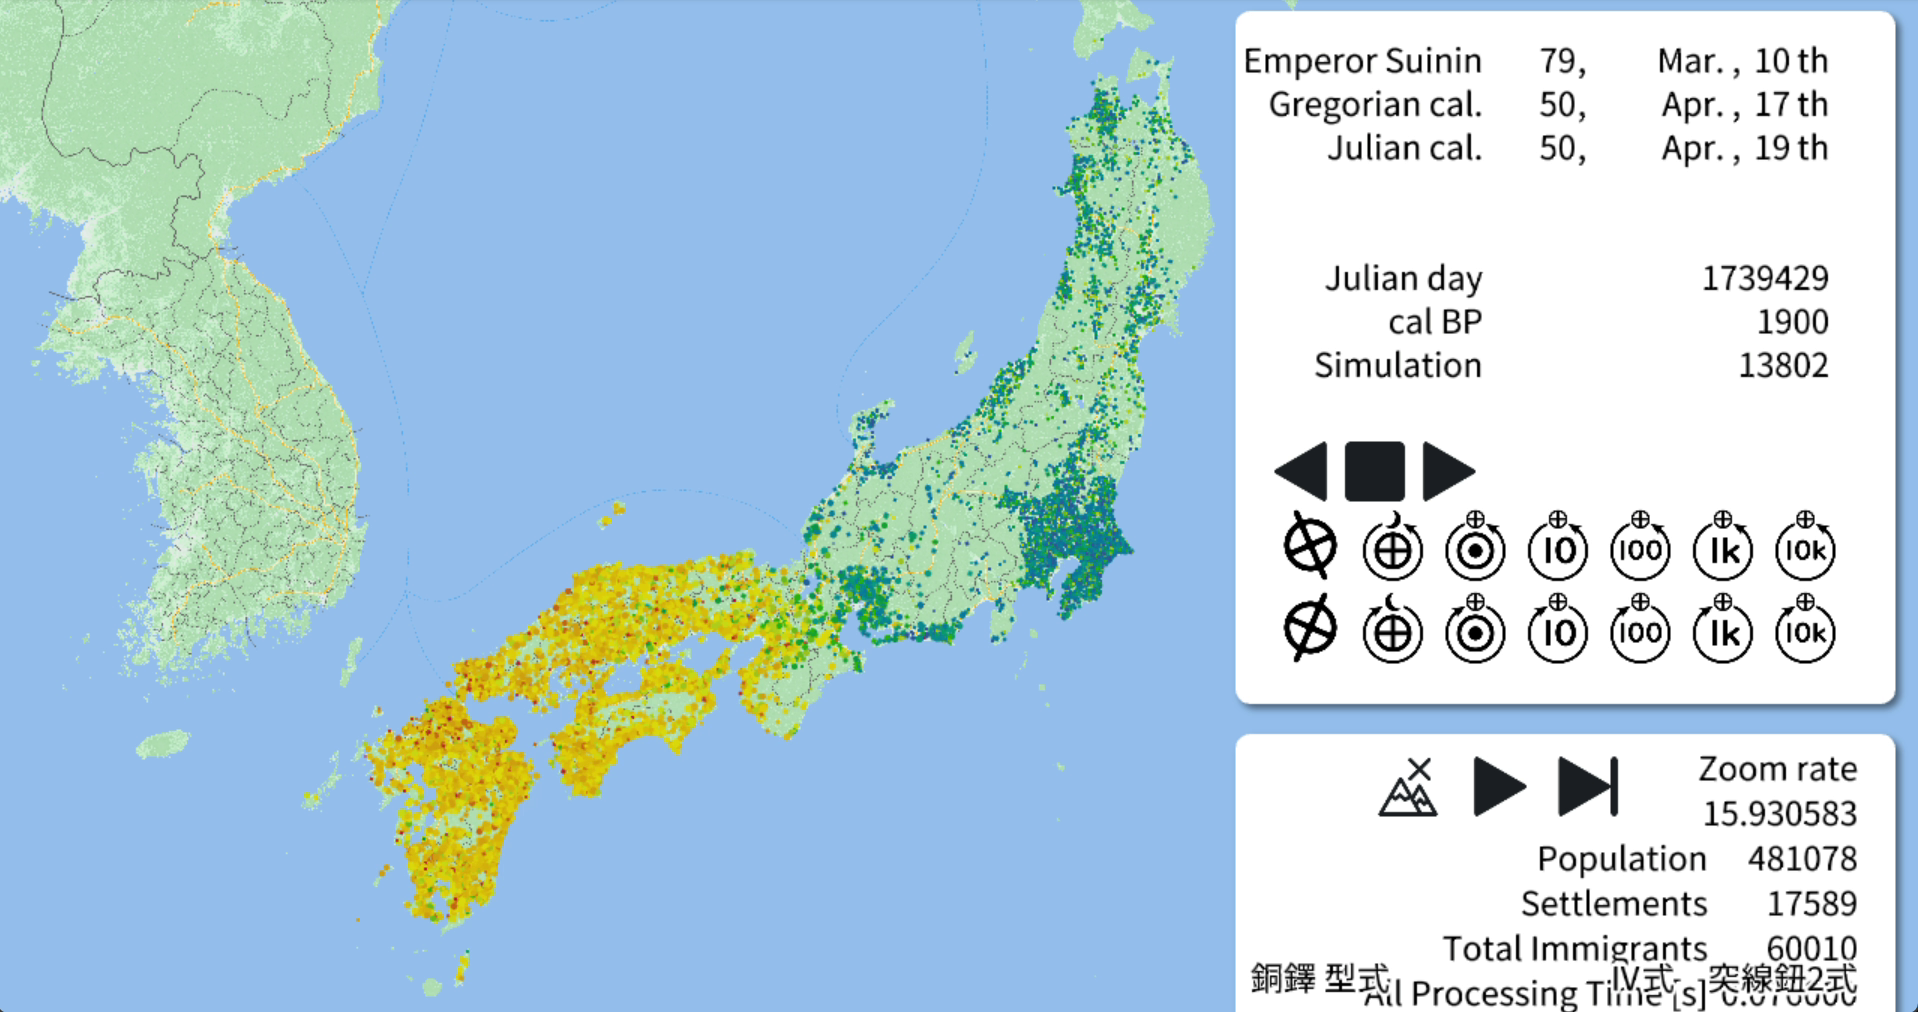 Emperor Suinin 79, Mar. , 10 th
Gregorian cal. 50, Apr. , 17 th
Julian cal. 50, Apr. , 19 th
Julian day 1739429
cal BP 1900
Simulation 13802
10 100 1k 10k
10 100 1k 10k
Zoom rate
15.930583
Population 481078
Settlements 17589
Total Immigrants 60010
銅鐸 型式 Ⅳ式 突線鈕2式
All Processing Time [s]